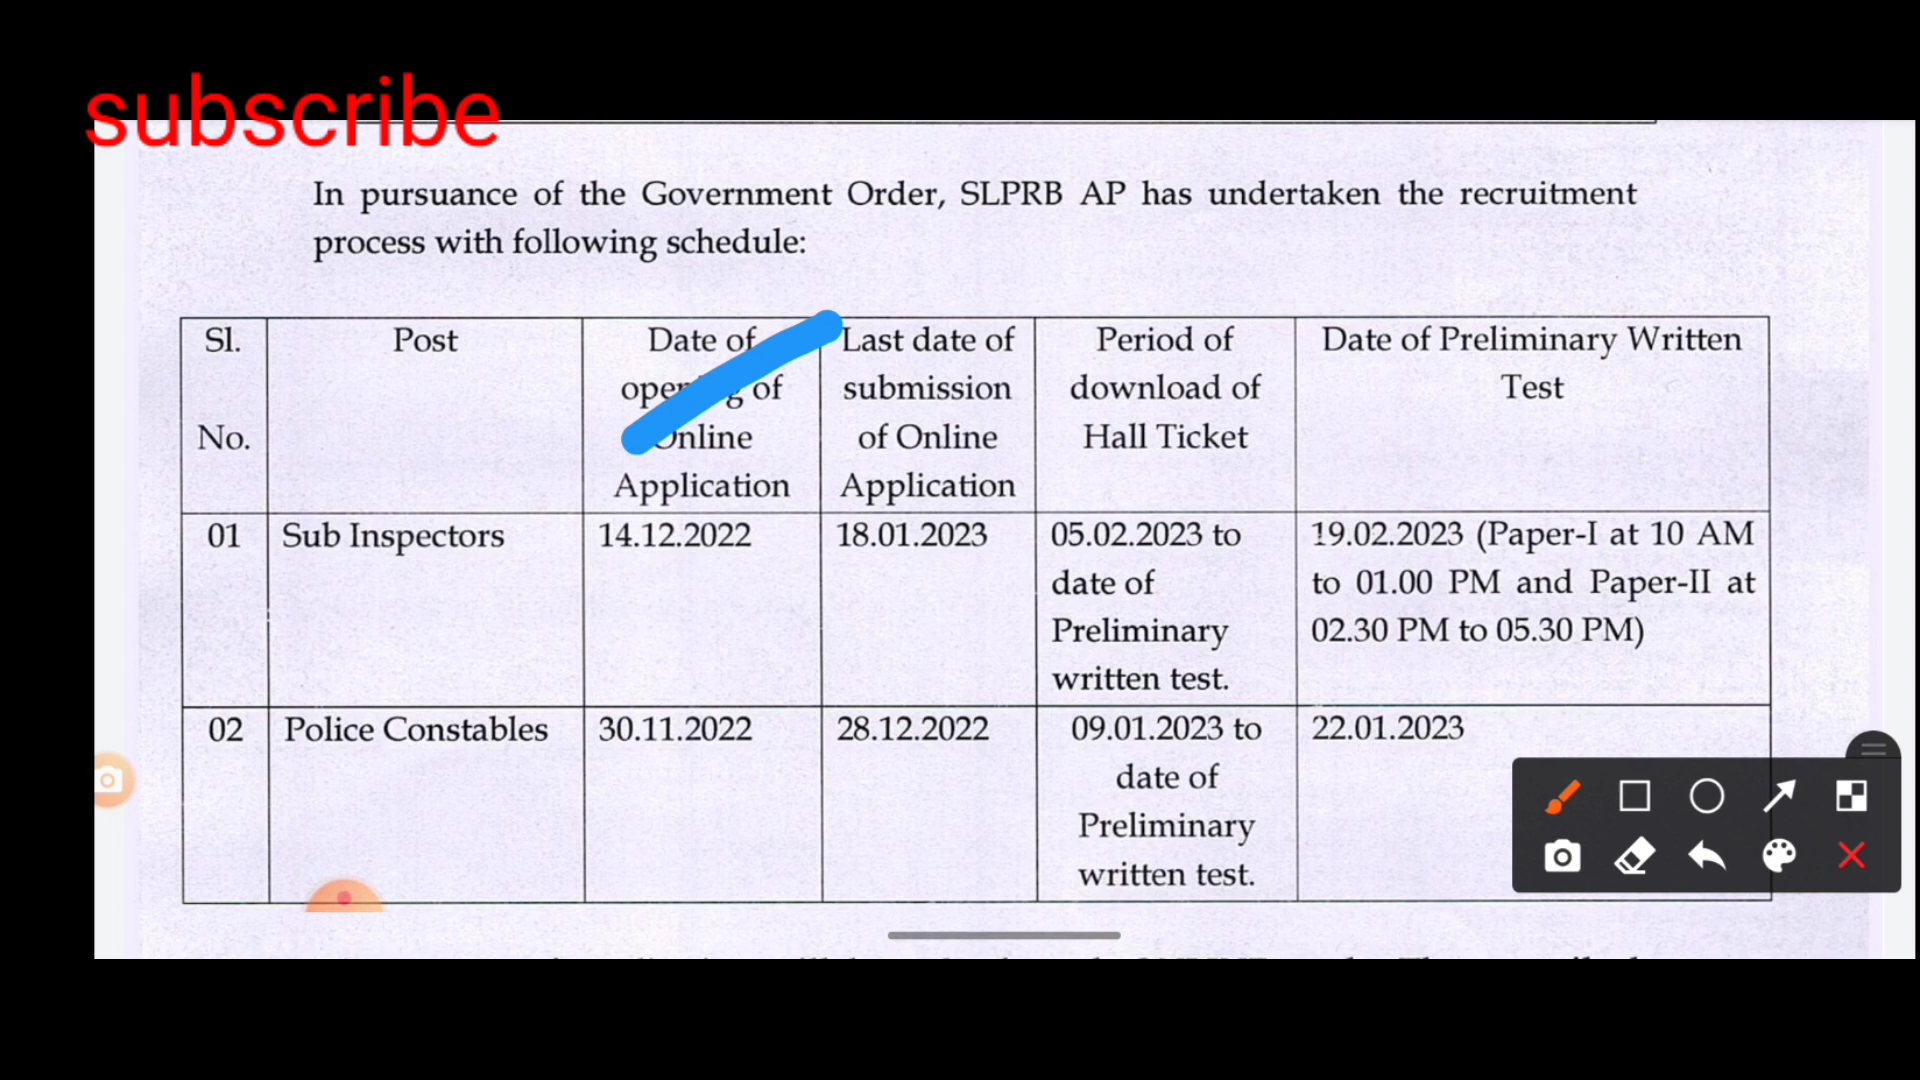 subscribe
In pursuance of the Government Order, SLPRB AP has undertaken the recruitment
process with following schedule:
Sl.
No.
Post
Date of
of
Online
Application
Last date of
submission
of Online
Application
Period of
download of
Hall Ticket
Date of Preliminary Written
Test
01
Sub Inspectors
14.12.2022
18.01.2023
05.02.2023 to
date of
Preliminary
written test.
19.02.2023 (Paper-I at 10 AM
to 01.00 PM and Paper-II at
02.30 PM to 05.30 PM)
02
Police Constables
30.11.2022
28.12.2022
09.01.2023 to
date of
Preliminary
written test.
22.01.2023